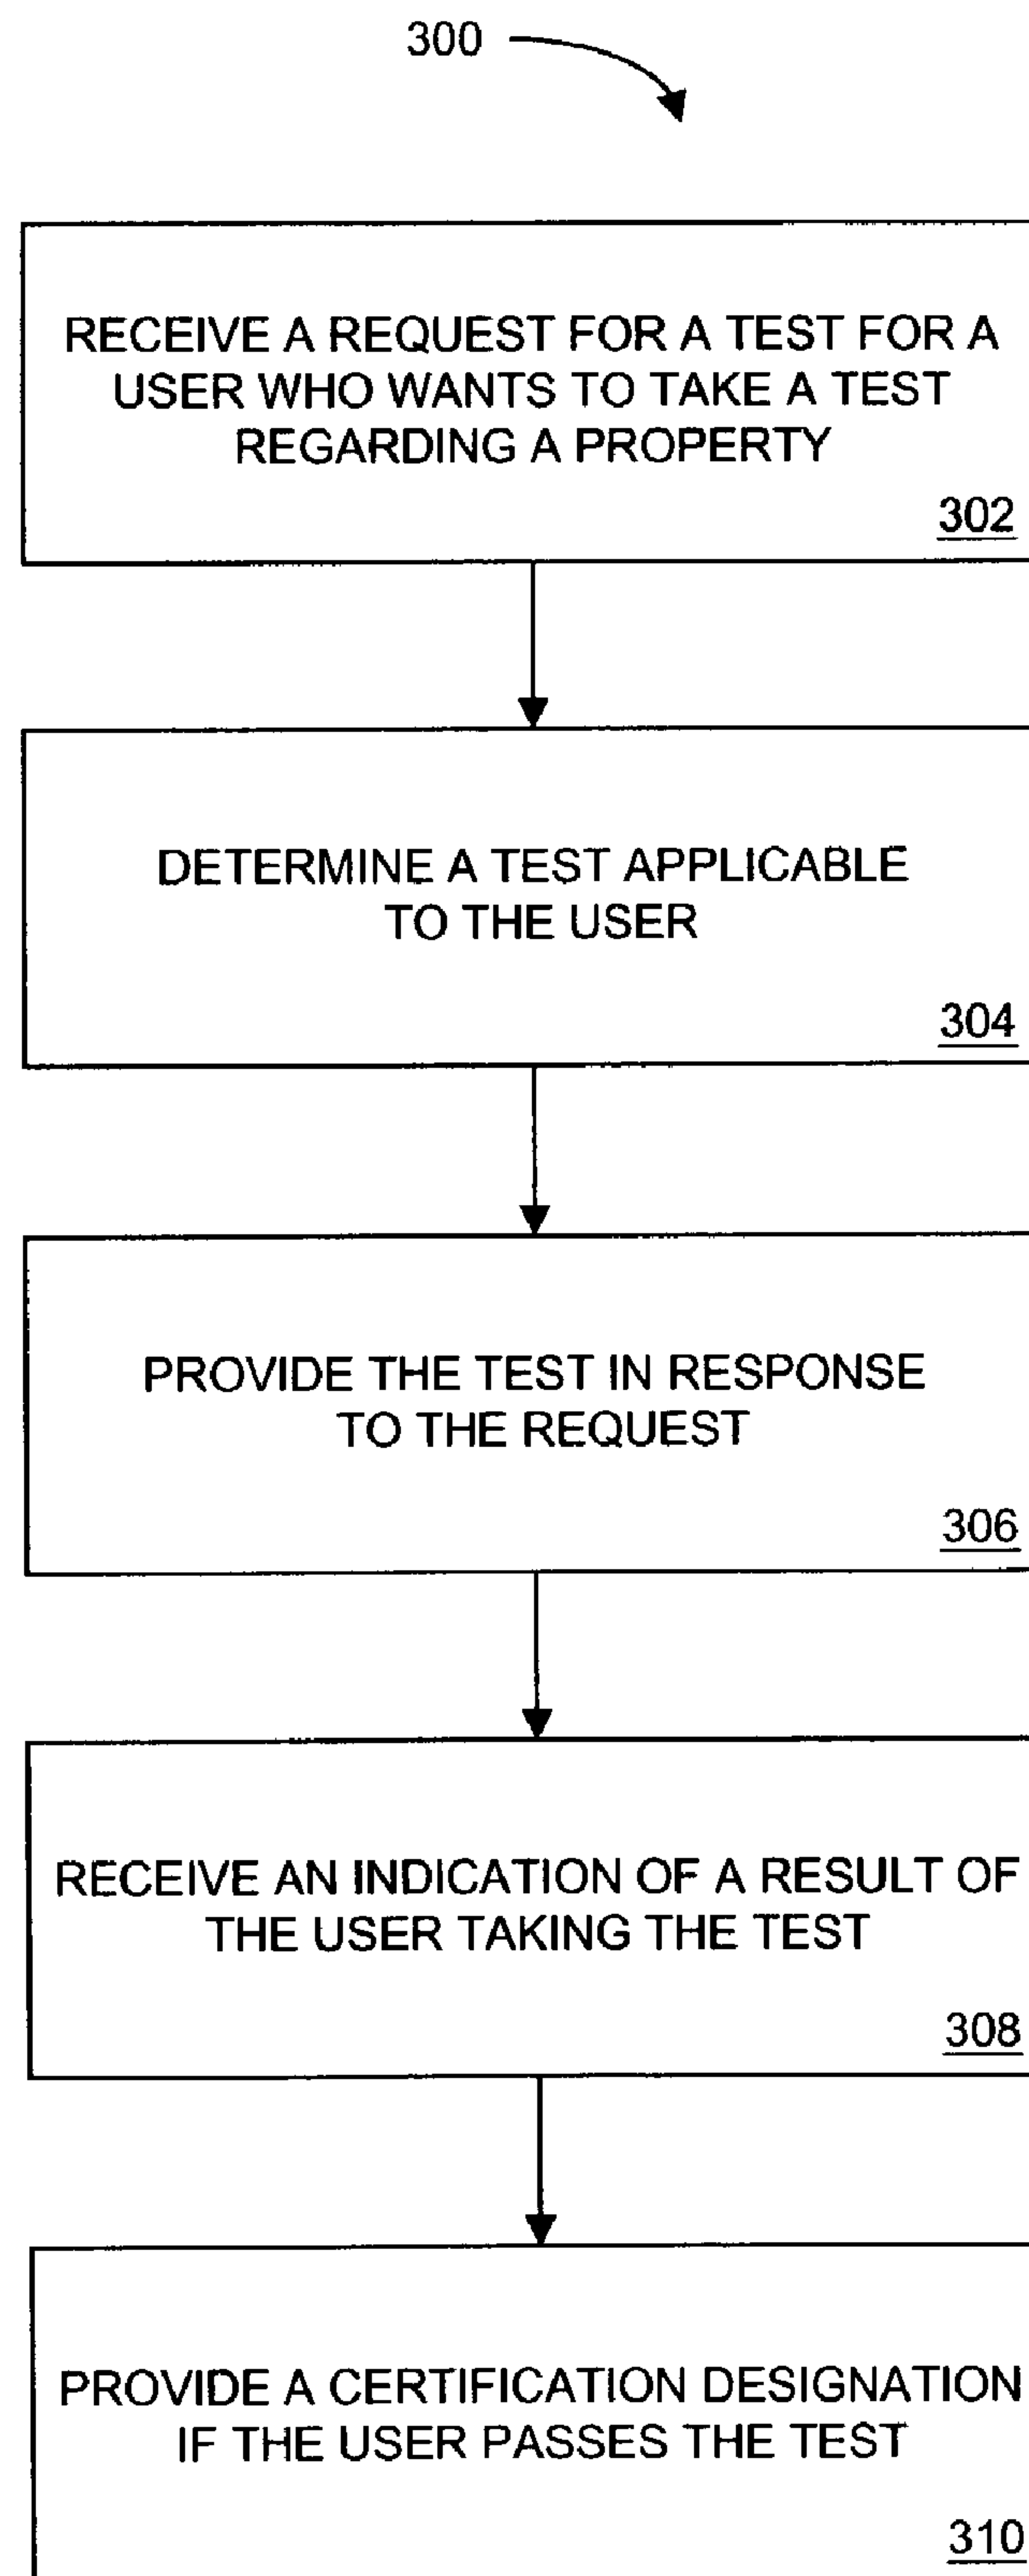 300
RECEIVE A REQUEST FOR A TEST FOR A
USER WHO WANTS TO TAKE A TEST
REGARDING A PROPERTY
302
DETERMINE A TEST APPLICABLE
TO THE USER
304
PROVIDE THE TEST IN RESPONSE
TO THE REQUEST
306
RECEIVE AN INDICATION OF A RESULT OF
THE USER TAKING THE TEST
308
PROVIDE A CERTIFICATION DESIGNATION
IF THE USER PASSES THE TEST
310